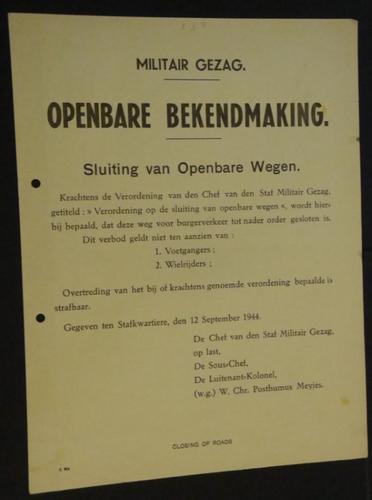 MILITAIR GEZAG.
OPENBARE BEKENDMAKING.
Sluiting van Openbare Wegen.
Krachtens de Verordening van den Chef van den Staf Militair Gezag,
getiteld : » Verordening op de sluiting van openbare wegen «, wordt hier-
bij bepaald, dat deze weg voor burgerverkeer tot nader order gesloten is.
Dit verbod geldt niet ten aanzien van :
1. Voetgangers ;
2. Wielrijders ;
Overtreding van het bij of krachtens genoemde verordening bepaalde is
strafbaar.
Gegeven ten Stafkwartiere, den 12 September 1944.
De Chef van den Staf Militair Gezag,
op last,
De Sous-Chef,
De Luitenant-Kolonel,
(w.g.) W. Chr. Posthumus Meyjes.
CLOSING OF ROADS